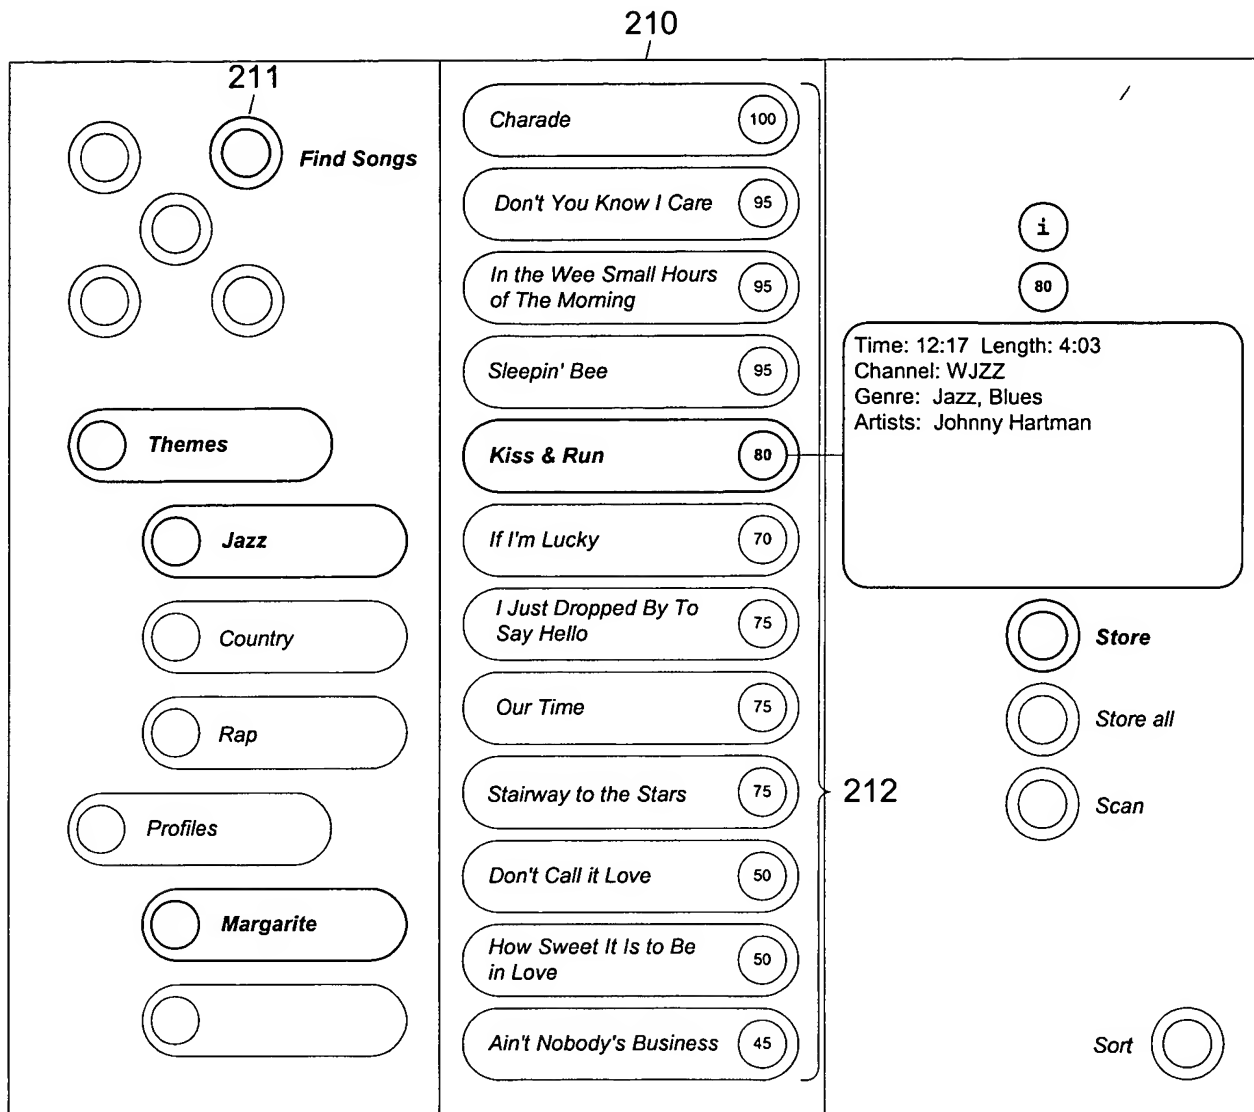 210
211
Find Songs
Themes
Jazz
Country
Rap
Profiles
Margarite
Charade 100
Don't You Know I Care 95
In the Wee Small Hours
of The Morning 95
Sleepin' Bee 95
Kiss & Run 80
If I'm Lucky 70
I Just Dropped By To
Say Hello 75
Our Time 75
Stairway to the Stars 75
Don't Call it Love 50
How Sweet It Is to Be
in Love 50
Ain't Nobody's Business 45
212
i
80
Time: 12:17 Length: 4:03
Channel: WJZZ
Genre: Jazz, Blues
Artists: Johnny Hartman
Store
Store all
Scan
Sort